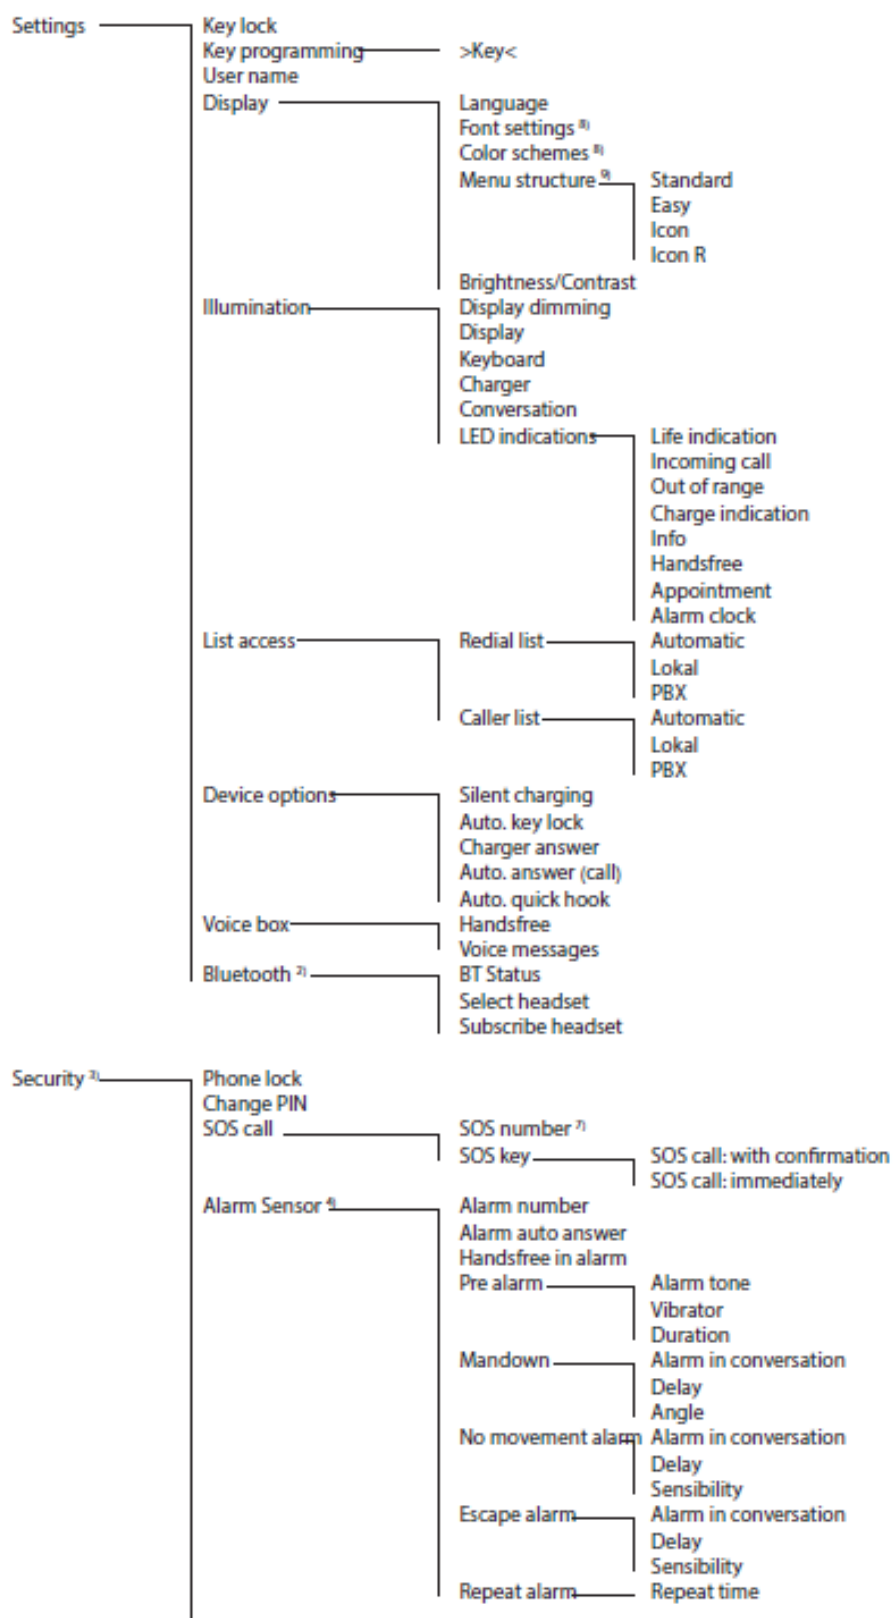 Settings Key lock
Key programming >Key<
User name
Display Language
Font settings 8)
Color schemes 8)
Menu structure 9) Standard
Easy
Icon
Icon R
Brightness/Contrast
Illumination Display dimming
Display
Keyboard
Charger
Conversation
LED indications Life indication
Incoming call
Out of range
Charge indication
Info
Handsfree
Appointment
Alarm clock
List access Redial list Automatic
Lokal
PBX
Caller list Automatic
Lokal
PBX
Device options Silent charging
Auto. key lock
Charger answer
Auto. answer (call)
Auto. quick hook
Voice box Handsfree
Voice messages
Bluetooth 2) BT Status
Select headset
Subscribe headset
Security 3) Phone lock
Change PIN
SOS call SOS number 7)
SOS key SOS call: with confirmation
SOS call: immediately
Alarm Sensor 4) Alarm number
Alarm auto answer
Handsfree in alarm
Pre alarm Alarm tone
Vibrator
Duration
Mandown Alarm in conversation
Delay
Angle
No movement alarm Alarm in conversation
Delay
Sensibility
Escape alarm Alarm in conversation
Delay
Sensibility
Repeat alarm Repeat time